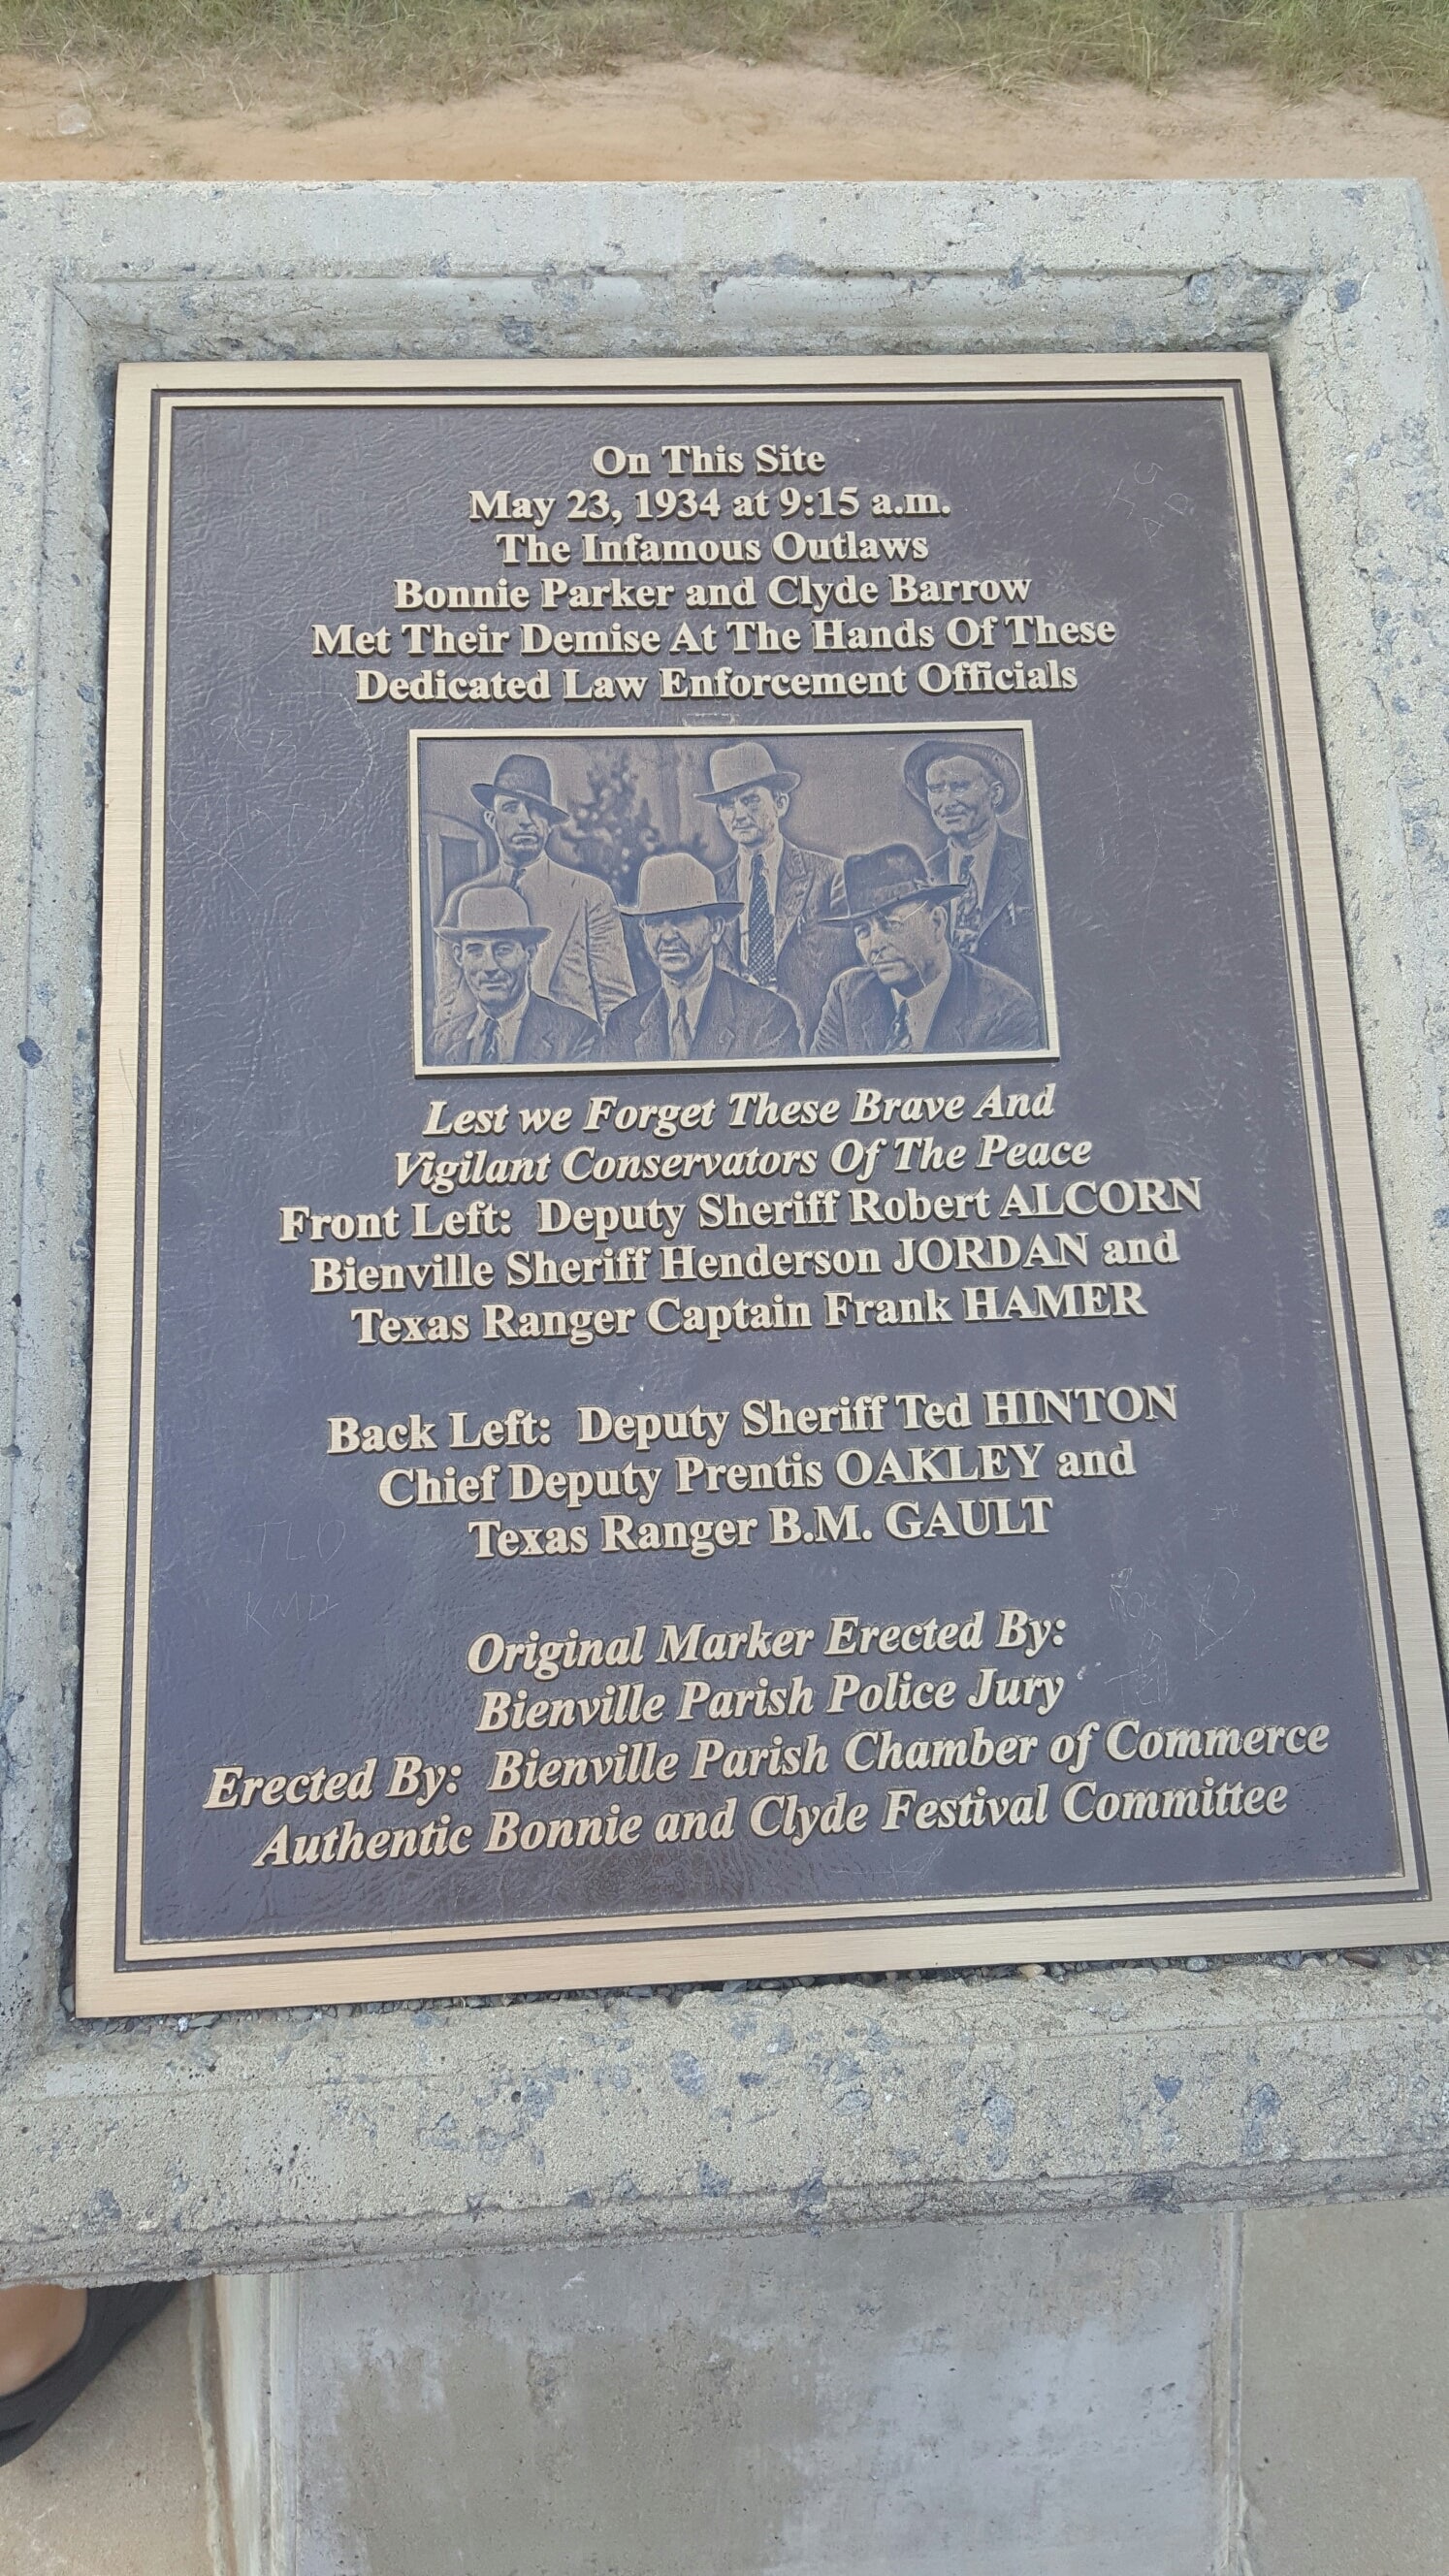 On This Site
May 23, 1934 at 9:15 a.m.
The Infamous Outlaws
Bonnie Parker and Clyde Barrow
Met Their Demise At The Hands Of These
Dedicated Law Enforcement Officials
Lest we Forget These Brave And
Vigilant Conservators Of The Peace
Front Left: Deputy Sheriff Robert ALCORN
Bienville Sheriff Henderson JORDAN and
Texas Ranger Captain Frank HAMER
Back Left: Deputy Sheriff Ted HINTON
Chief Deputy Prentis OAKLEY and
Texas Ranger B.M. GAULT
TLD
KMD
Original Marker Erected By:
Bienville Parish Police Jury
Erected By: Bienville Parish Chamber of Commerce
Authentic Bonnie and Clyde Festival Committee